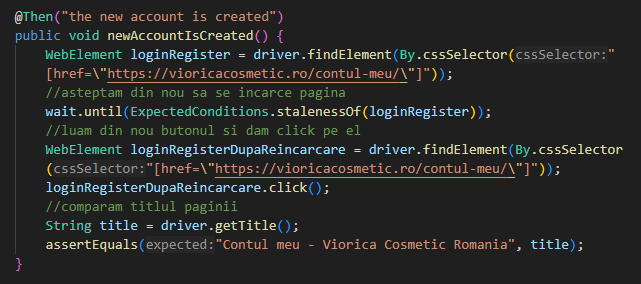 @Then("the new account is created")
public void newAccountIsCreated() {
WebElement loginRegister = driver.findElement(By.cssSelector(cssSelector:"
[href=\"https://vioricacosmetic.ro/contul-meu/\"]"));
//asteptam din nou sa se incarce pagina
wait.until(ExpectedConditions.stalenessOf(loginRegister));
//luam din nou butonul si dam click pe el
WebElement loginRegisterDupaReincarcare = driver.findElement(By.cssSelector
(cssSelector:"[href=\"https://vioricacosmetic.ro/contul-meu/\"]"));
loginRegisterDupaReincarcare.click();
//comparam titlul paginii
String title = driver.getTitle();
assertEquals(expected:"Contul meu - Viorica Cosmetic Romania", title);
}